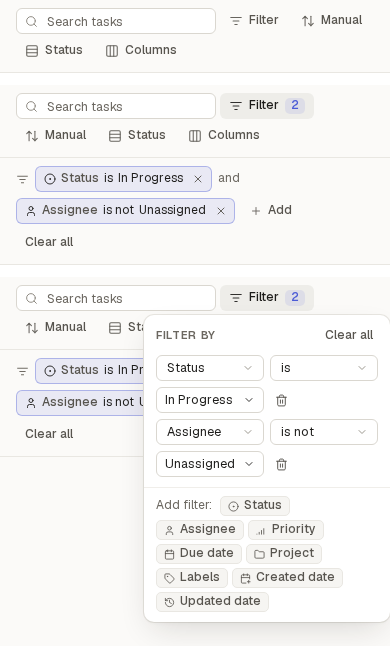 Search tasks Filter Manual
Status Columns
Search tasks Filter 2
Manual Status Columns
Status is In Progress and
Assignee is not Unassigned Add
Clear all
Search tasks Filter 2
Manual Sta
Status is In Pr
Assignee is not U
Clear all
FILTER BY Clear all
Status is
In Progress
Assignee is not
Unassigned
Add filter: Status
Assignee Priority
Due date Project
Labels Created date
Updated date